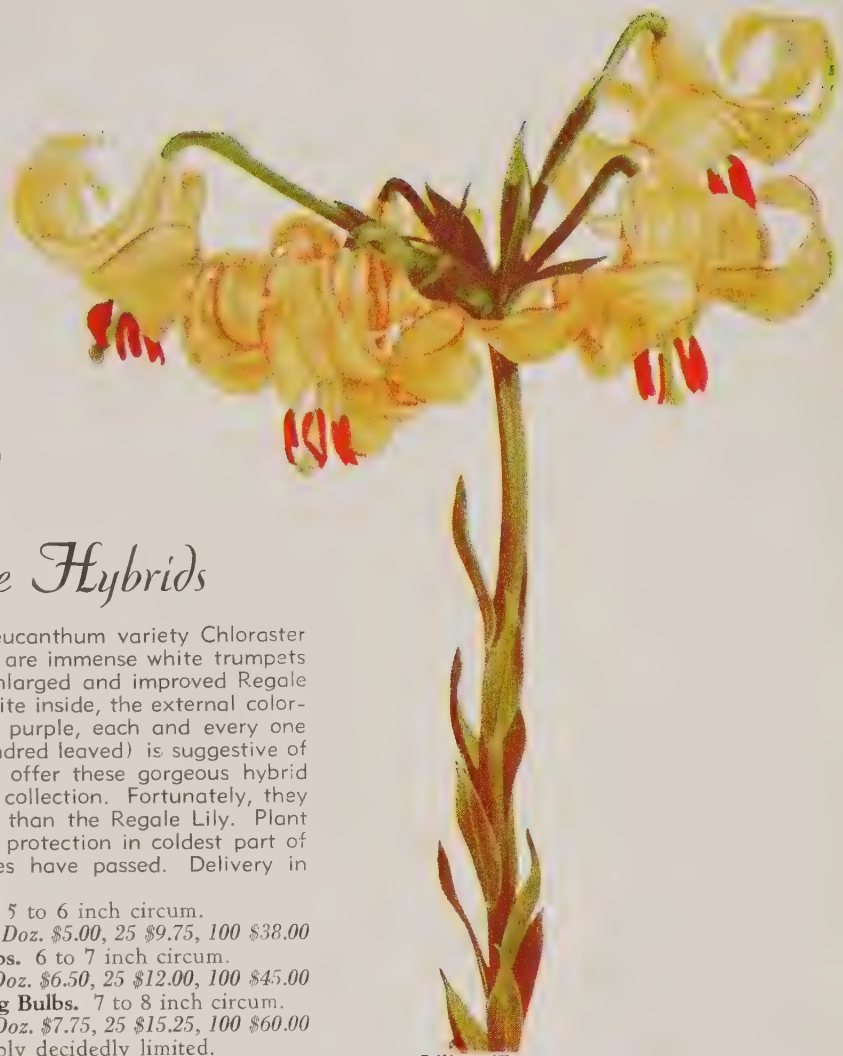 Hybrids
eucanthum variety Chloraster
are immense white trumpets
nlarged and improved Regale
ite inside, the external color-
purple, each and every one
ndred leaved) is suggestive of
offer these gorgeous hybrid
collection. Fortunately, they
than the Regale Lily. Plant
protection in coldest part of
es have passed. Delivery in
5 to 6 inch circum.
Doz. $5.00, 25 $9.75, 100 $38.00
bs. 6 to 7 inch circum.
Doz. $6.50, 25 $12.00, 100 $45.00
g Bulbs. 7 to 8 inch circum.
Doz. $7.75, 25 $15.25, 100 $60.00
ply decidedly limited.